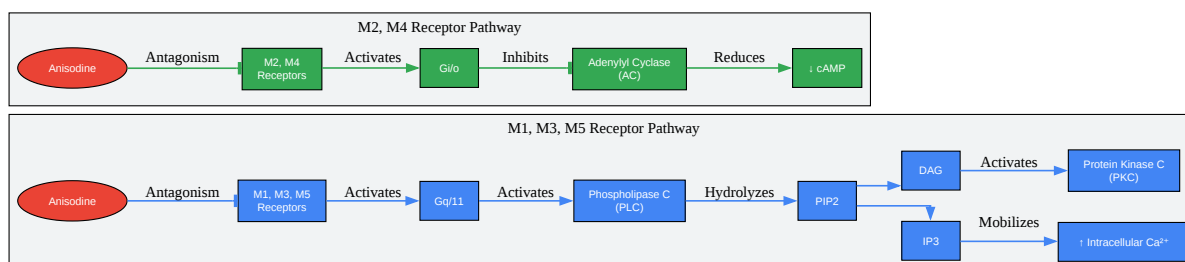 M2, M4 Receptor Pathway
Anisodine
Antagonism
M2, M4
Receptors
Activates
Gi/o
Inhibits
Adenylyl Cyclase
(AC)
Reduces
↓ cAMP
M1, M3, M5 Receptor Pathway
Anisodine
Antagonism
M1, M3, M5
Receptors
Activates
Gq/11
Activates
Phospholipase C
(PLC)
Hydrolyzes
PIP2
DAG
Activates
Protein Kinase C
(PKC)
IP3
Mobilizes
↑ Intracellular Ca²⁺